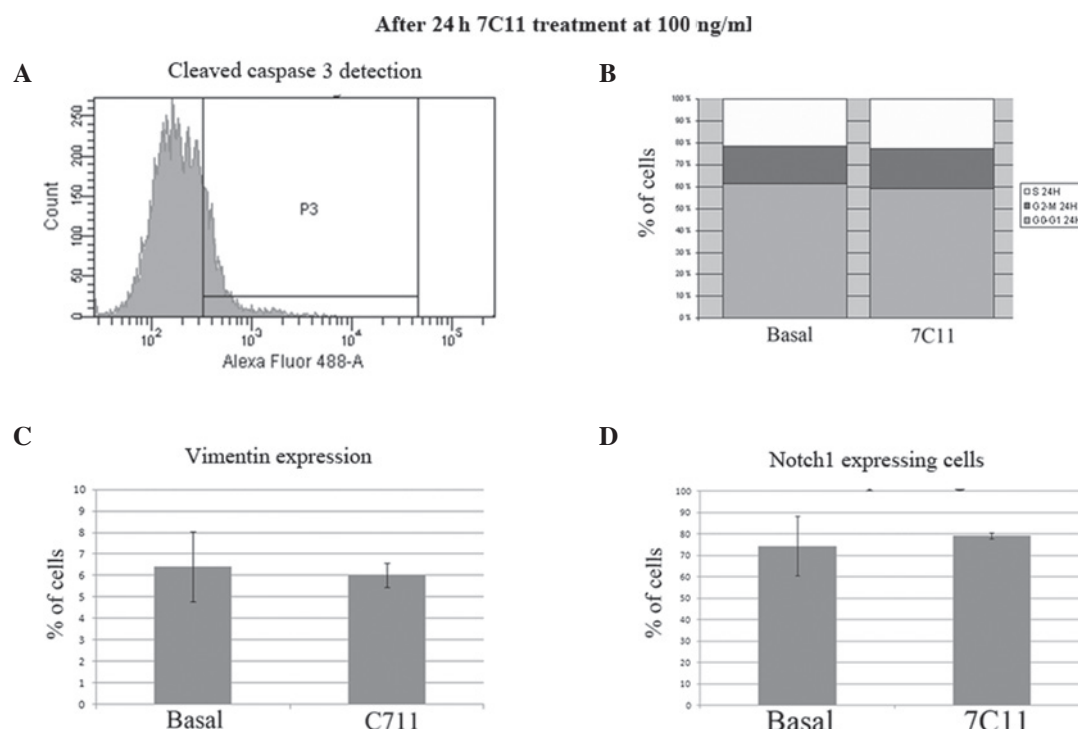 After 24 h 7C11 treatment at 100 ng/ml
A
Cleaved caspase 3 detection
Count
250
200
150
100
50
0
P3
10²
10³
10⁴
10⁵
Alexa Fluor 488-A
B
% of cells
100%
90%
80%
70%
60%
50%
40%
30%
20%
10%
0%
Basal
7C11
S 24H
G2-M 24H
G0-G1 24H
C
Vimentin expression
% of cells
10
9
8
7
6
5
4
3
2
1
0
Basal
C711
D
Notch1 expressing cells
% of cells
100
90
80
70
60
50
40
30
20
10
0
Basal
7C11